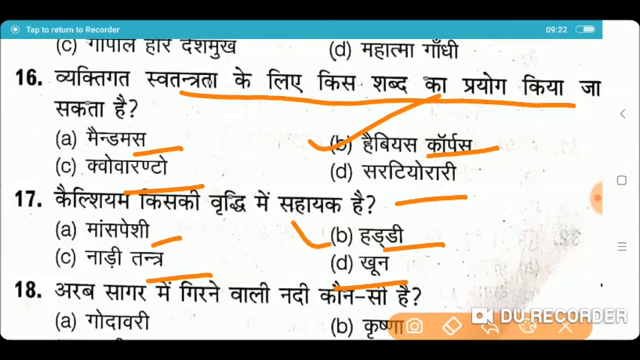 Tap to return to Recorder
09:22
(c) गोपाल हरि देशमुख (d) महात्मा गाँधी
16. व्यक्तिगत स्वतन्त्रता के लिए किस शब्द का प्रयोग किया जा
सकता है?
(a) मैन्डमस (b) हैबियस कॉर्पस
(c) क्वोवारण्टो (d) सरटियोरारी
17. कैल्शियम किसकी वृद्धि में सहायक है?
(a) मांसपेशी (b) हड्डी
(c) नाड़ी तन्त्र (d) खून
18. अरब सागर में गिरने वाली नदी कौन-सी है?
(a) गोदावरी (b) कृष्णा
DU RECORDER